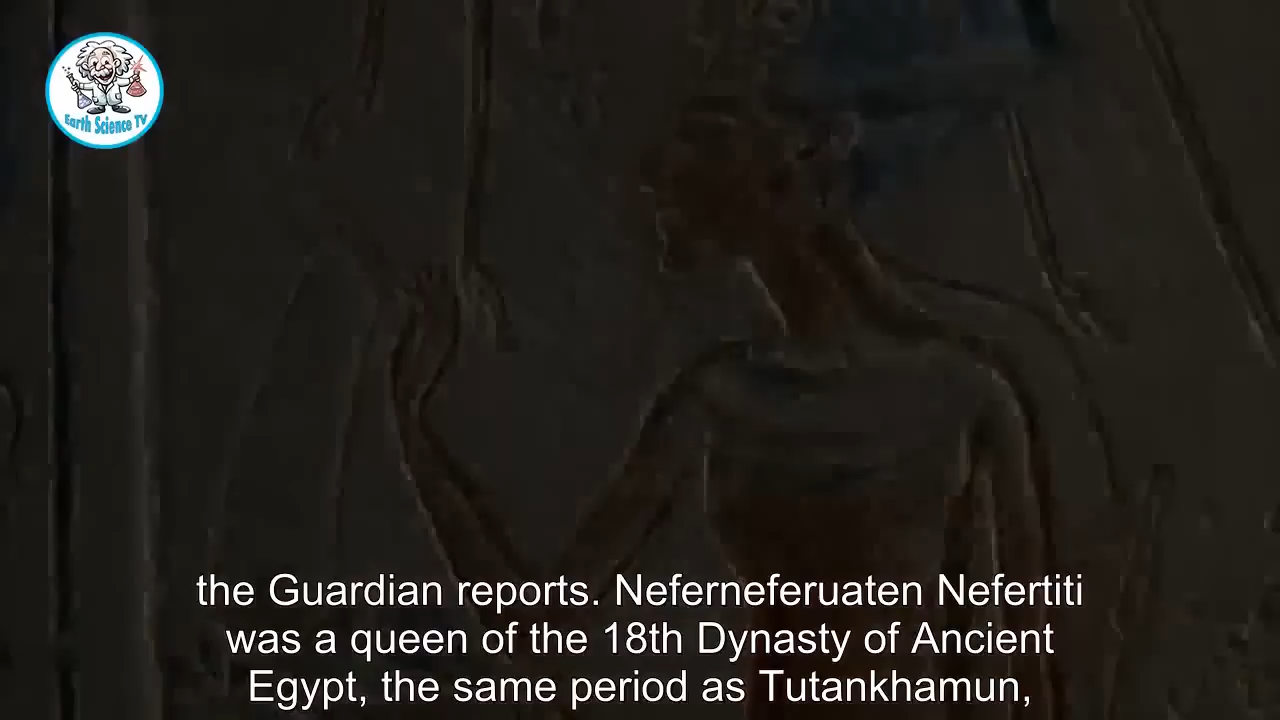 Earth Science TV
the Guardian reports. Neferneferuaten Nefertiti
was a queen of the 18th Dynasty of Ancient
Egypt, the same period as Tutankhamun,